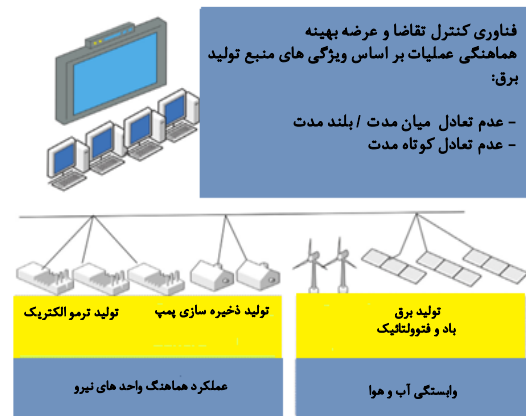 فناوری کنترل تقاضا و عرضه بهینه
هماهنگی عملیات بر اساس ویژگی های منبع تولید
برق:
- عدم تعادل میان مدت / بلند مدت
- عدم تعادل کوتاه مدت
تولید برق
باد و فتوولتائیک
تولید ذخیره سازی پمپ
تولید ترمو الکتریک
وابستگی آب و هوا
عملکرد هماهنگ واحد های نیرو